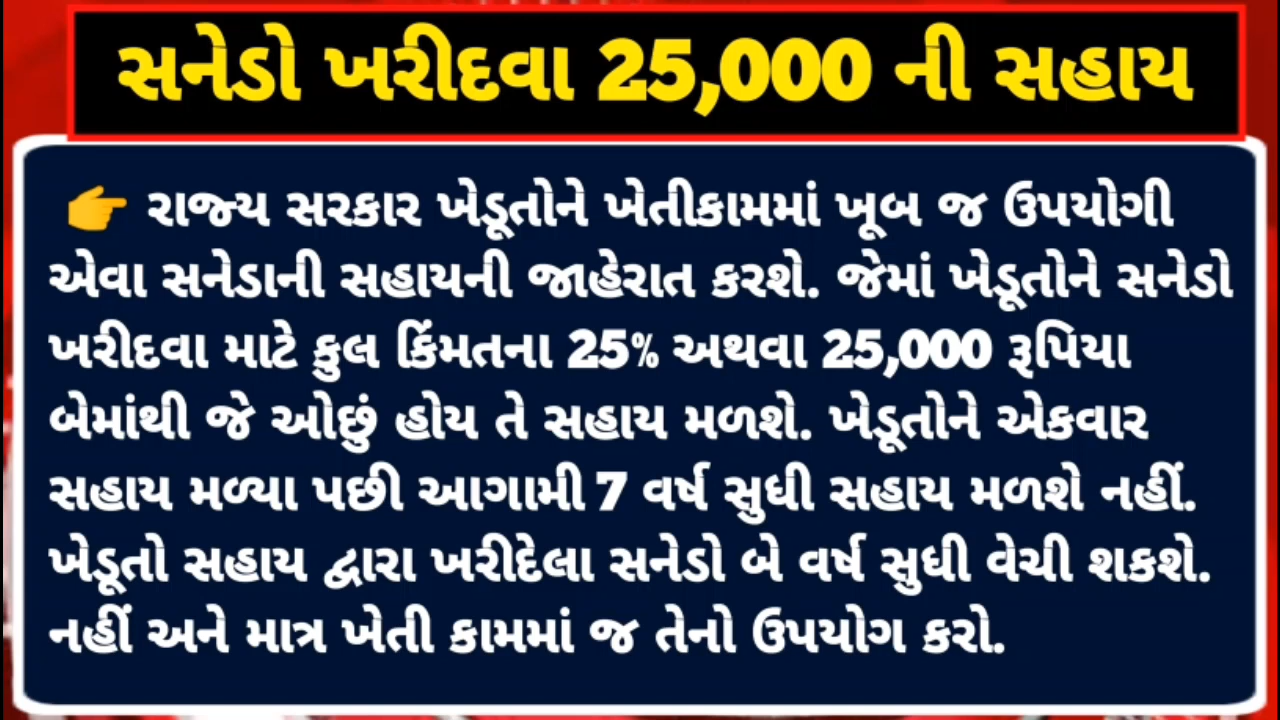 સનેડો ખરીદવા 25,000 ની સહાય
👉 રાજ્ય સરકાર ખેડૂતોને ખેતીકામમાં ખૂબ જ ઉપયોગી
એવા સનેડાની સહાયની જાહેરાત કરશે. જેમાં ખેડૂતોને સનેડો
ખરીદવા માટે કુલ કિંમતના 25% અથવા 25,000 રૂપિયા
બેમાંથી જે ઓછું હોય તે સહાય મળશે. ખેડૂતોને એકવાર
સહાય મળ્યા પછી આગામી 7 વર્ષ સુધી સહાય મળશે નહીં.
ખેડૂતો સહાય દ્વારા ખરીદેલા સનેડો બે વર્ષ સુધી વેચી શકશે.
નહીં અને માત્ર ખેતી કામમાં જ તેનો ઉપયોગ કરો.